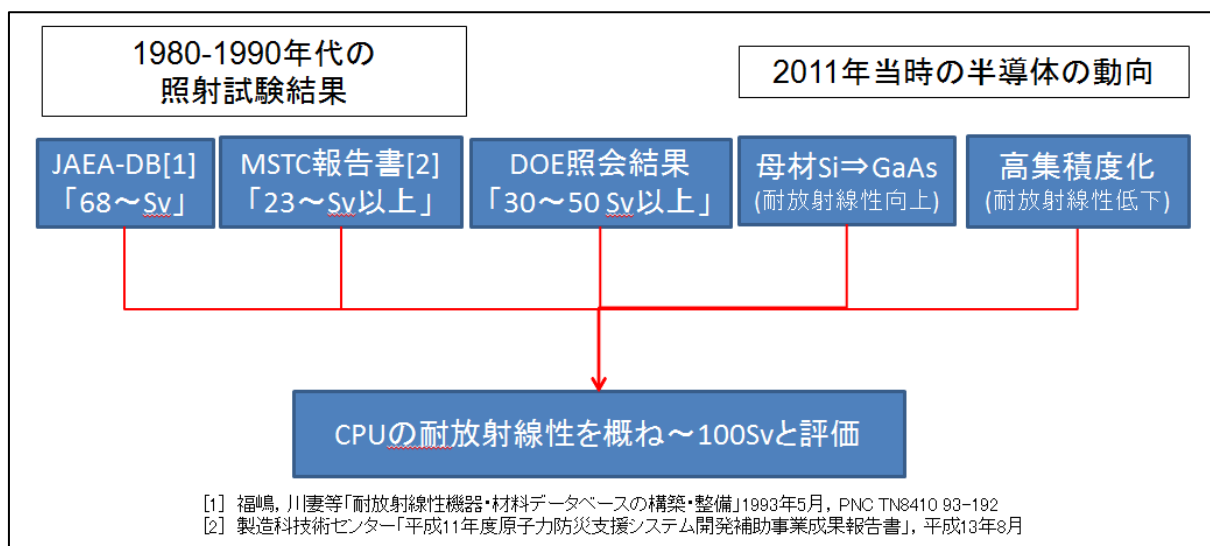 1980-1990年代の
照射試験結果
2011年当時の半導体の動向
JAEA-DB[1]
「68～Sv」
MSTC報告書[2]
「23～Sv以上」
DOE照会結果
「30～50 Sv以上」
母材Si⇒GaAs
(耐放射線性向上)
高集積度化
(耐放射線性低下)
CPUの耐放射線性を概ね～100Svと評価
[1] 福嶋, 川妻等「耐放射線性機器・材料データベースの構築・整備」1993年5月, PNC TN8410 93-192
[2] 製造科技術センター「平成11年度原子力防災支援システム開発補助事業成果報告書」, 平成13年8月